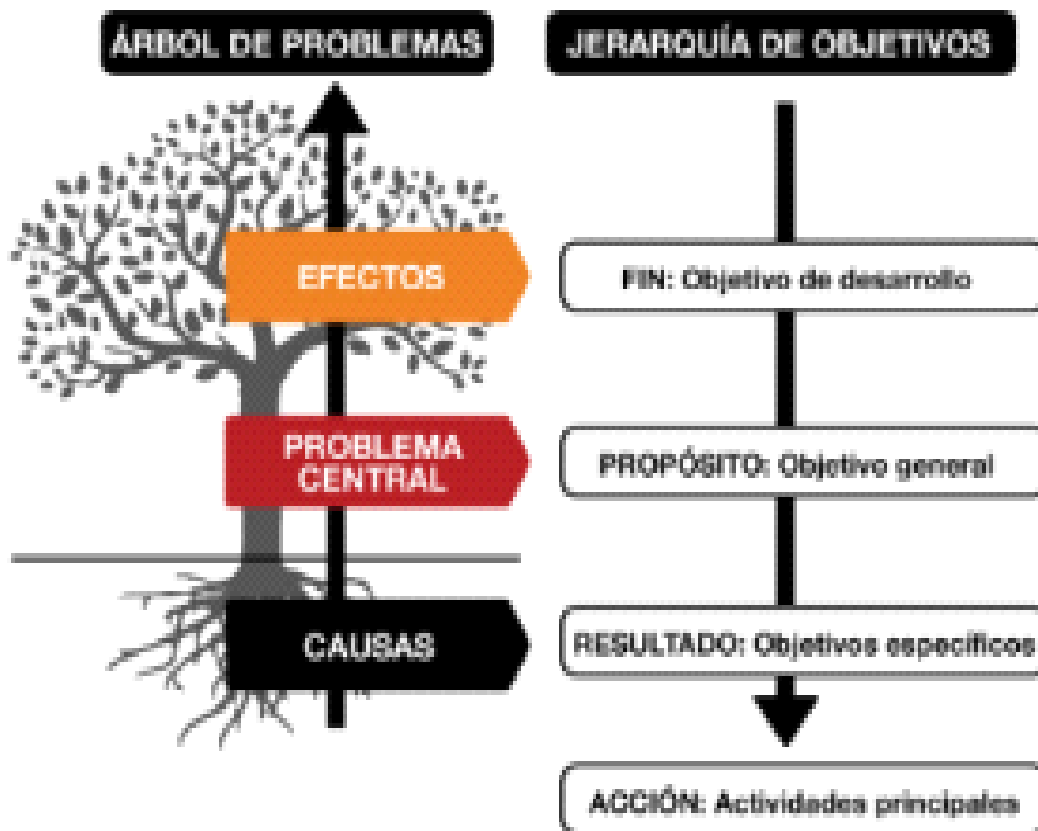 ÁRBOL DE PROBLEMAS
JERARQUÍA DE OBJETIVOS
EFECTOS
FIN: Objetivo de desarrollo
PROBLEMA
CENTRAL
PROPÓSITO: Objetivo general
CAUSAS
RESULTADO: Objetivos específicos
ACCIÓN: Actividades principales